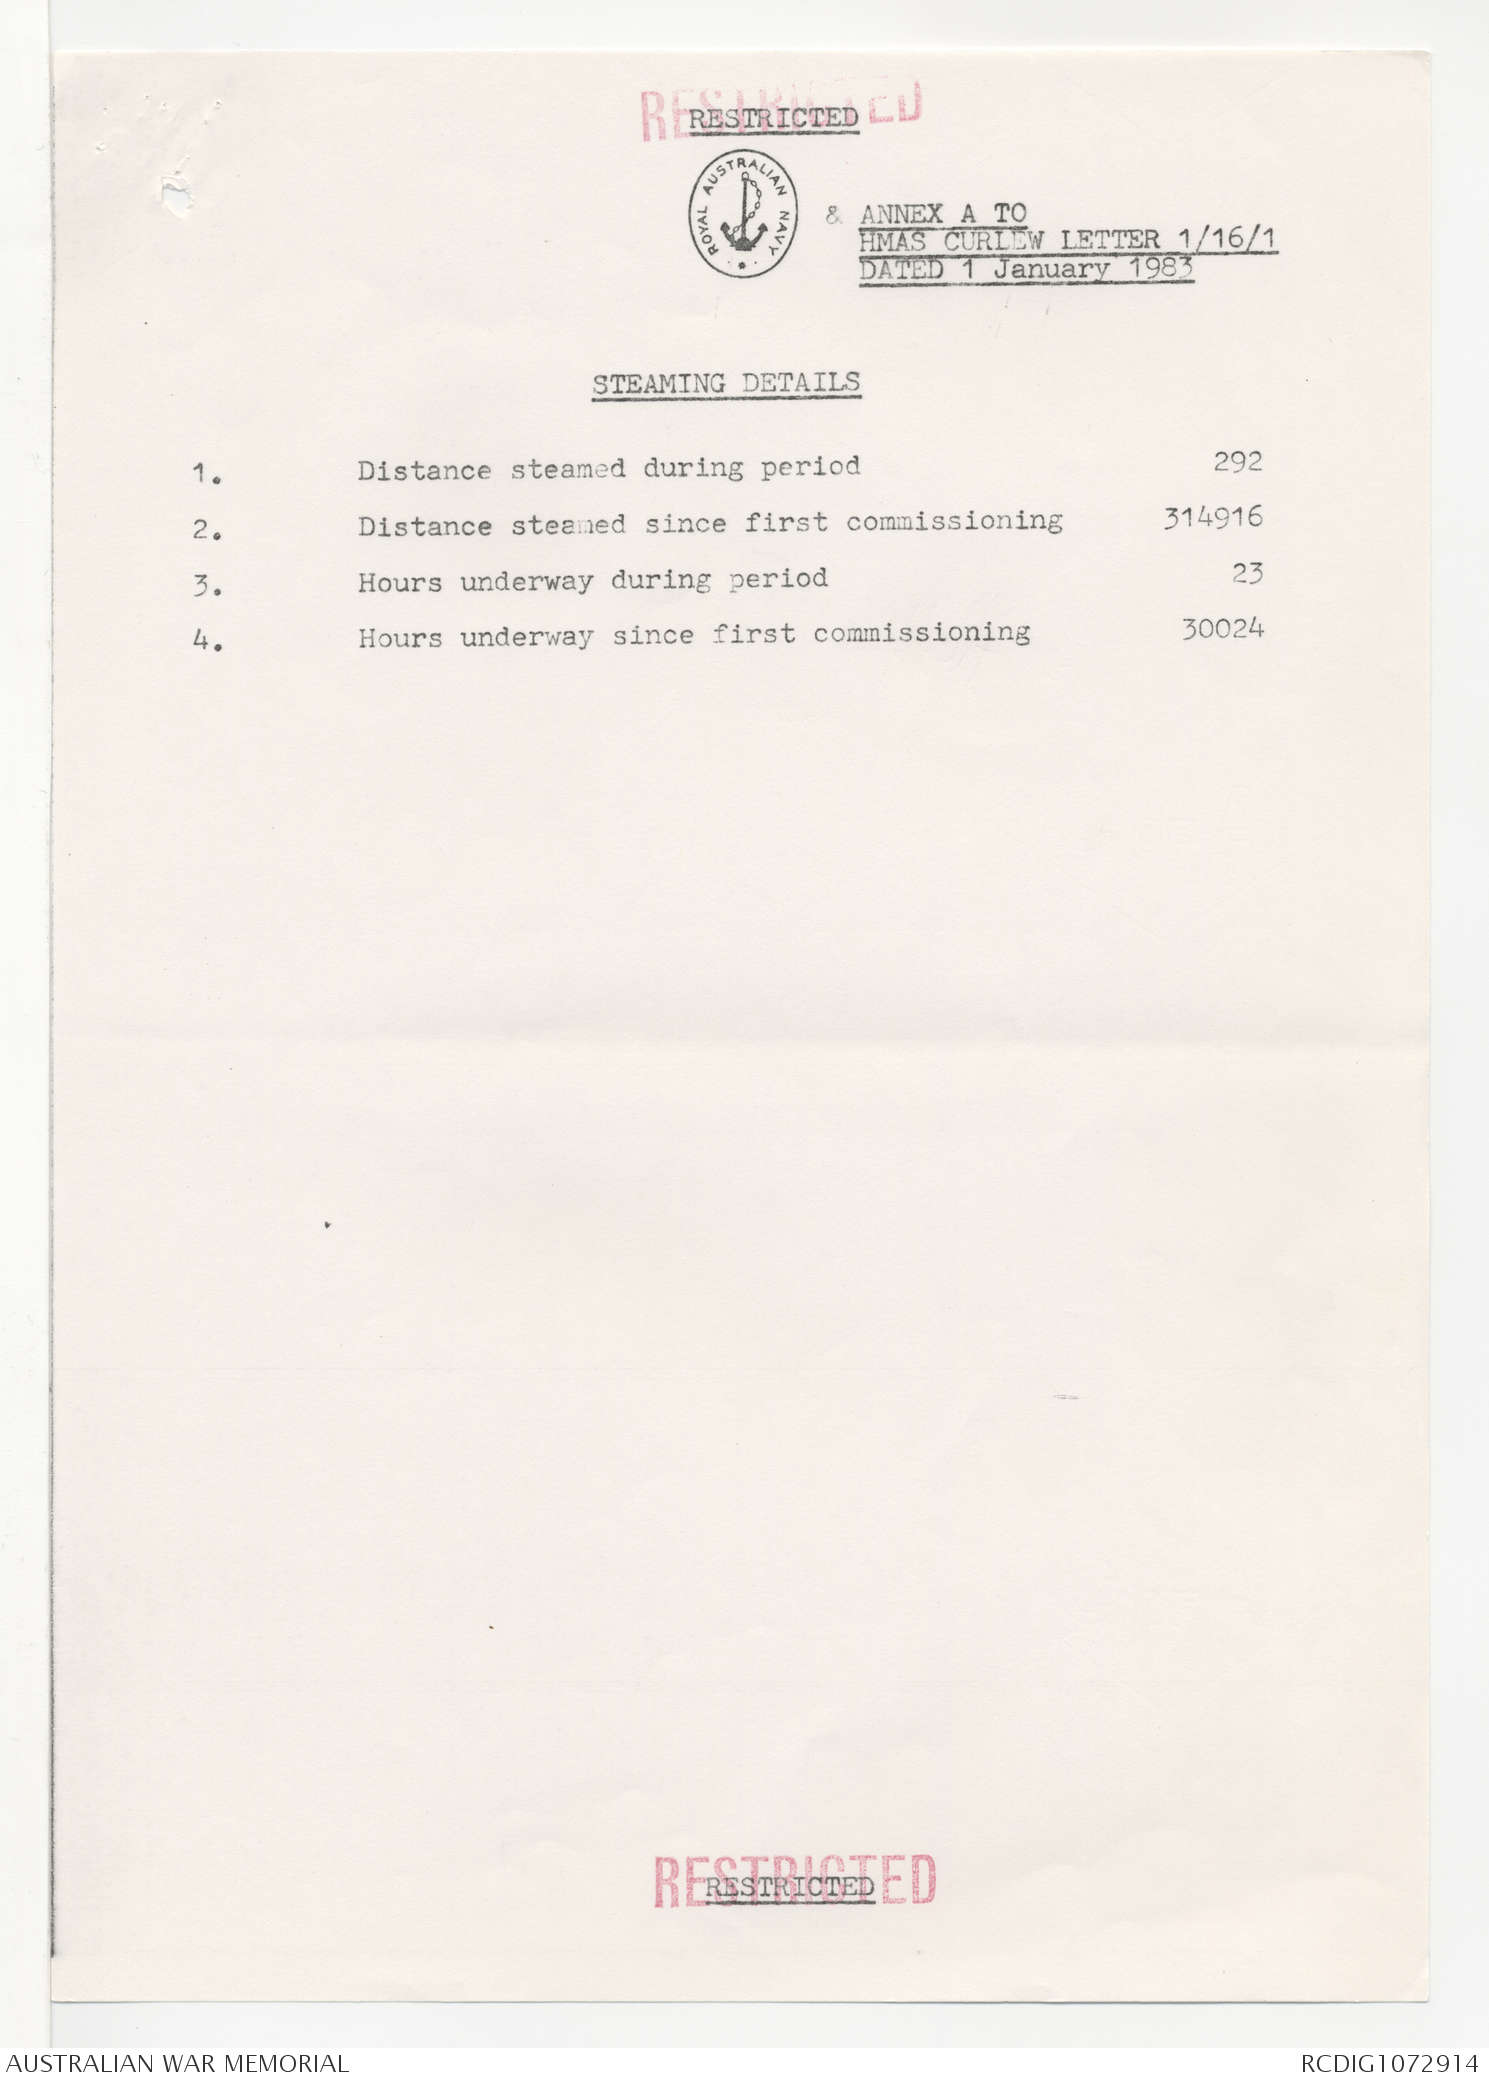 RESTRICTED
RESTRICTED
ROYAL AUSTRALIAN NAVY
& ANNEX A TO
HMAS CURLEW LETTER 1/16/1
DATED 1 January 1983
STEAMING DETAILS
1. Distance steamed during period 292
2. Distance steamed since first commissioning 314916
3. Hours underway during period 23
4. Hours underway since first commissioning 30024
RESTRICTED
RESTRICTED
AUSTRALIAN WAR MEMORIAL RCDIG1072914